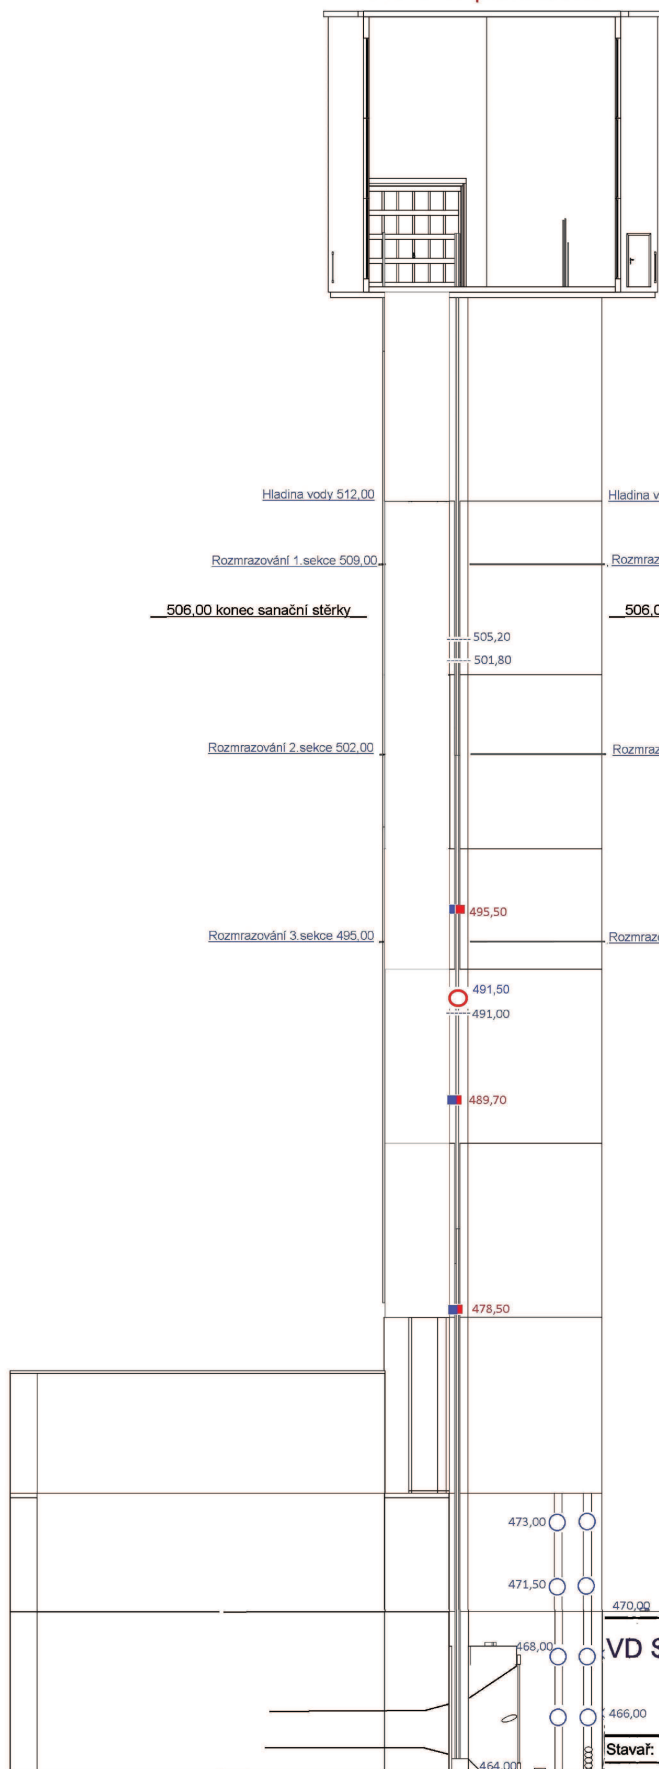 Hladina vody 512,00
Hladina v
Rozmrazování 1.sekce 509,00
Rozmraz
506,00 konec sanační stěrky
506,0
505,20
501,80
Rozmrazování 2.sekce 502,00
Rozmraz
495,50
Rozmrazování 3.sekce 495,00
Rozmrazo
491,50
491,00
489,70
478,50
473,00
471,50
470,00
468,00
VD S
466,00
Stavař:
464,00